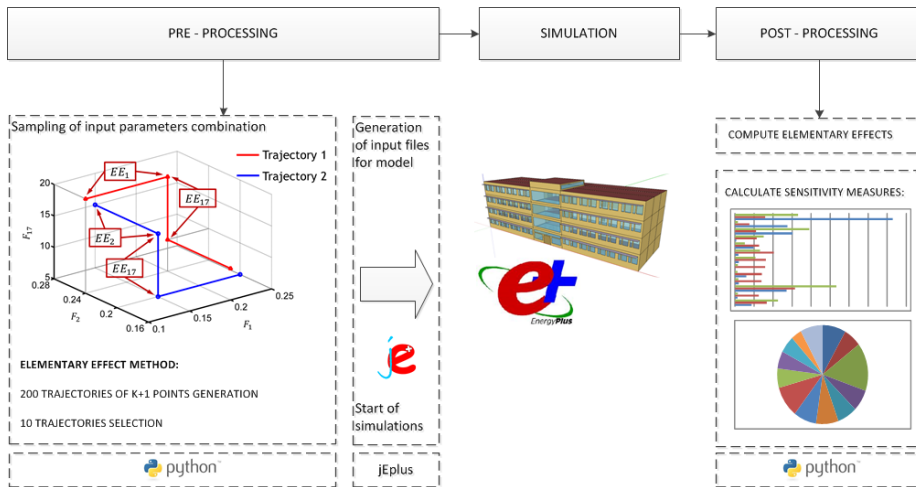 PRE - PROCESSING
SIMULATION
POST - PROCESSING
Sampling of input parameters combination
Trajectory 1
Trajectory 2
EE1
EE17
EE2
EE17
20
15
10
5
F17
0.28
0.24
0.2
0.16
F2
0.1
0.15
0.2
0.25
F1
ELEMENTARY EFFECT METHOD:
200 TRAJECTORIES OF K+1 POINTS GENERATION
10 TRAJECTORIES SELECTION
python™
Generation
of input files
for model
je+
Start of
simulations
jEplus
e+
EnergyPlus
COMPUTE ELEMENTARY EFFECTS
CALCULATE SENSITIVITY MEASURES:
python™